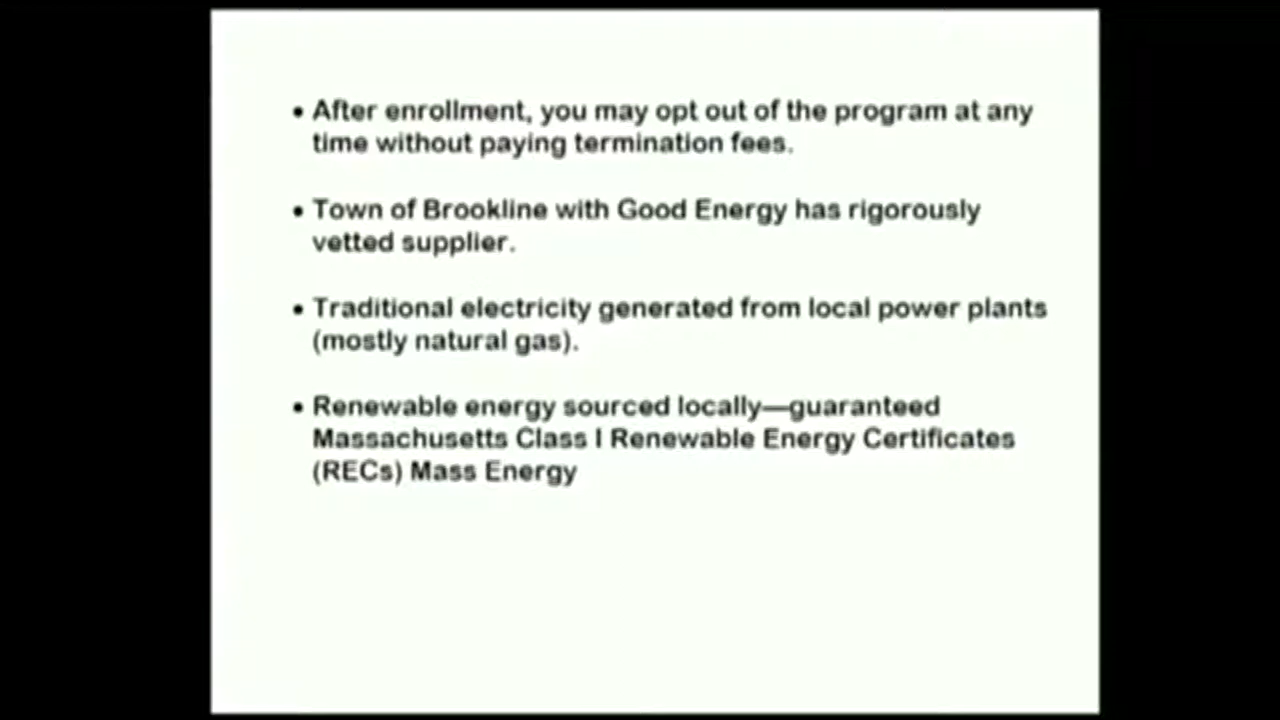 • After enrollment, you may opt out of the program at any
time without paying termination fees.
• Town of Brookline with Good Energy has rigorously
vetted supplier.
• Traditional electricity generated from local power plants
(mostly natural gas).
• Renewable energy sourced locally—guaranteed
Massachusetts Class I Renewable Energy Certificates
(RECs) Mass Energy